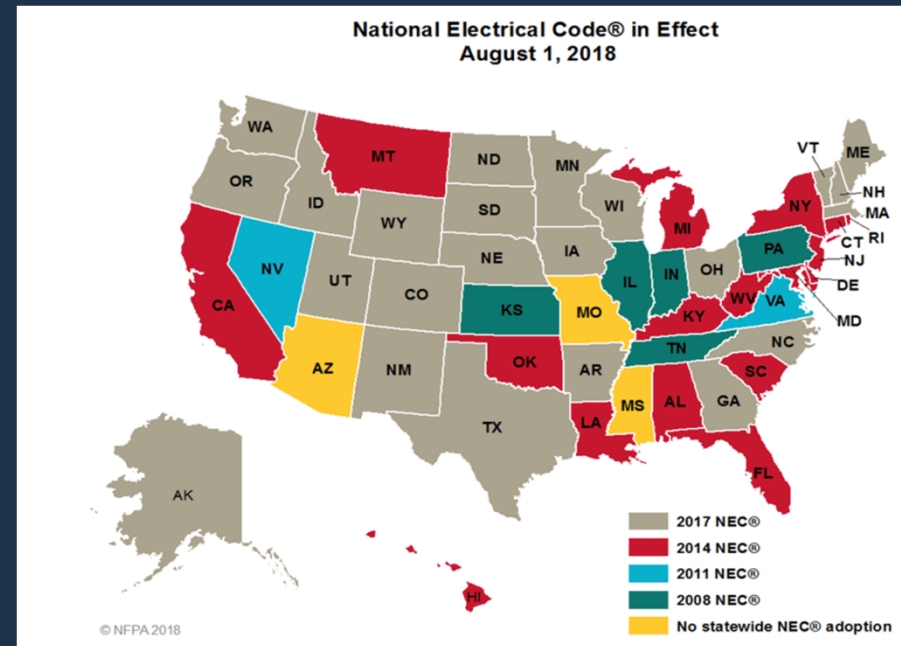 National Electrical Code® in Effect
August 1, 2018
WA
MT
ND
MN
VT
ME
OR
ID
SD
WI
NY
NH
WY
MI
MA
IA
NE
PA
CT
RI
NV
UT
IL
IN
OH
NJ
CO
DE
CA
KS
MO
WV
VA
KY
MD
NC
TN
AZ
NM
OK
AR
SC
MS
AL
GA
TX
LA
FL
AK
HI
2017 NEC®
2014 NEC®
2011 NEC®
2008 NEC®
No statewide NEC® adoption
© NFPA 2018